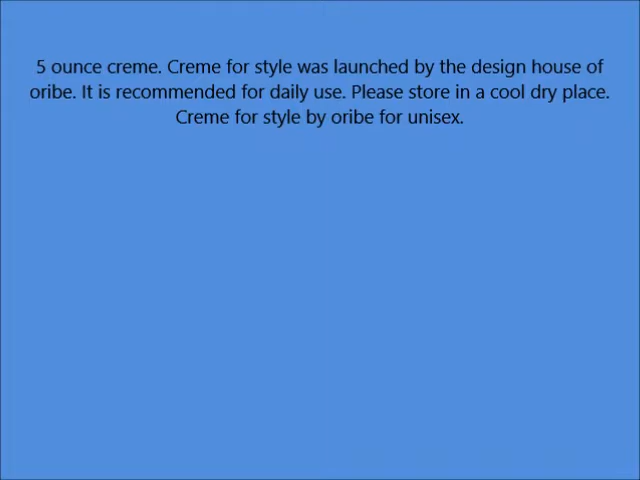 5 ounce creme. Creme for style was launched by the design house of
oribe. It is recommended for daily use. Please store in a cool dry place.
Creme for style by oribe for unisex.